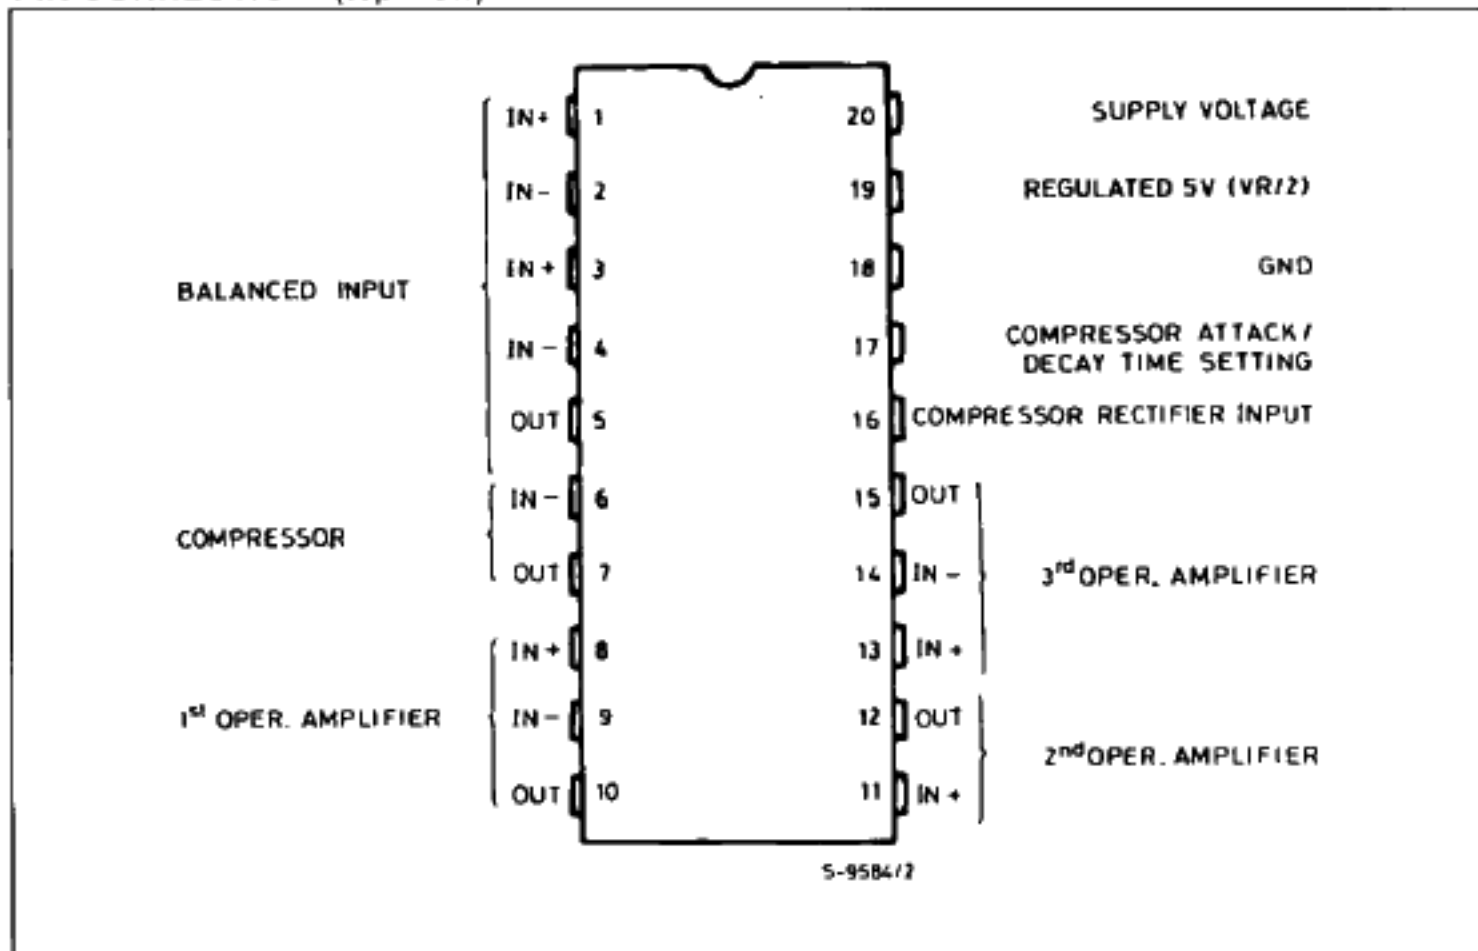 BALANCED INPUT
IN+ 1
IN- 2
IN+ 3
IN- 4
OUT 5
COMPRESSOR
IN- 6
OUT 7
1st OPER. AMPLIFIER
IN+ 8
IN- 9
OUT 10
20 SUPPLY VOLTAGE
19 REGULATED 5V (VR/2)
18 GND
17 COMPRESSOR ATTACK/
DECAY TIME SETTING
16 COMPRESSOR RECTIFIER INPUT
15 OUT
14 IN-
13 IN+
3rd OPER. AMPLIFIER
12 OUT
11 IN+
2nd OPER. AMPLIFIER
S-9584/2